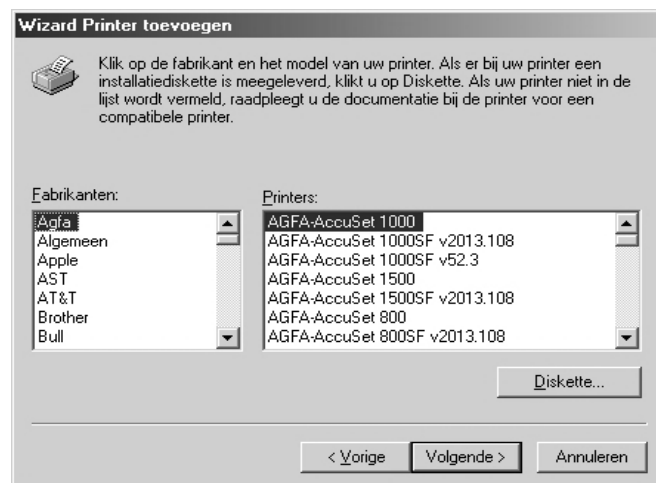 Wizard Printer toevoegen
Klik op de fabrikant en het model van uw printer. Als er bij uw printer een
installatiediskette is meegeleverd, klikt u op Diskette. Als uw printer niet in de
lijst wordt vermeld, raadpleegt u de documentatie bij de printer voor een
compatibele printer.
Fabrikanten:
Agfa
Algemeen
Apple
AST
AT&T
Brother
Bull
Printers:
AGFA-AccuSet 1000
AGFA-AccuSet 1000SF v2013.108
AGFA-AccuSet 1000SF v52.3
AGFA-AccuSet 1500
AGFA-AccuSet 1500SF v2013.108
AGFA-AccuSet 800
AGFA-AccuSet 800SF v2013.108
Diskette...
< Vorige
Volgende >
Annuleren